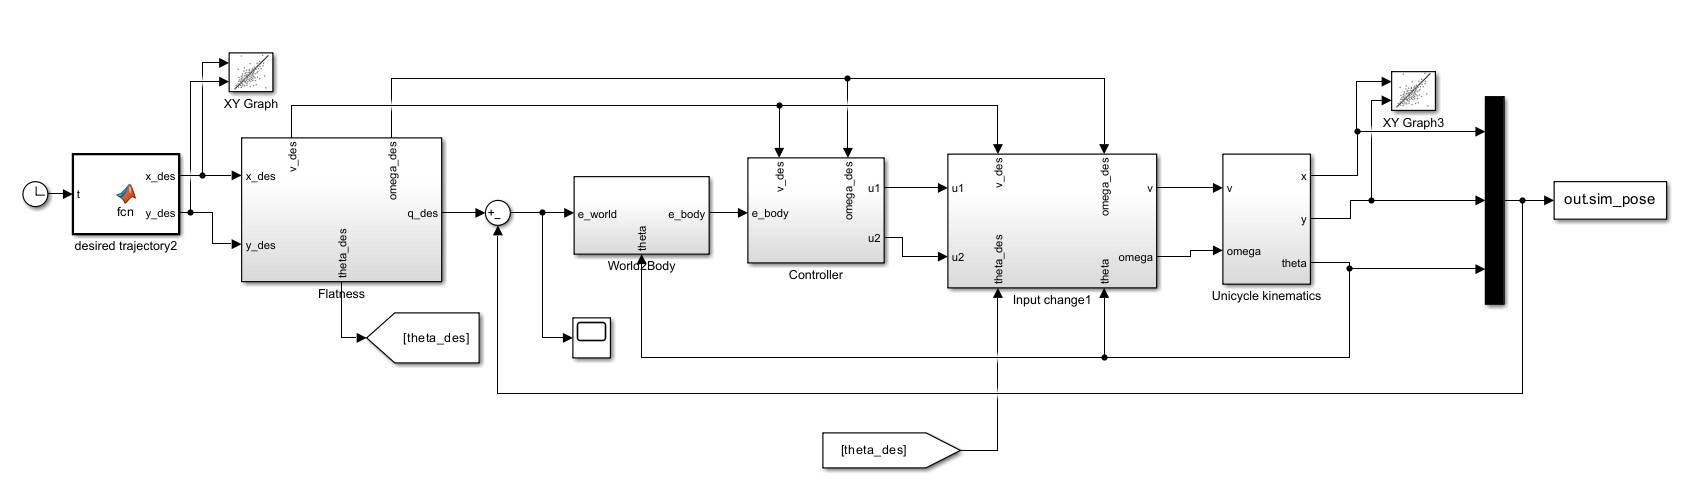 XY Graph
t
fcn
x_des
y_des
desired trajectory2
x_des
y_des
v_des
omega_des
q_des
theta_des
Flatness
[theta_des]
+
_
e_world
e_body
theta
World2Body
v_des
omega_des
e_body
u1
u2
Controller
u1
u2
v_des
omega_des
theta_des
theta
v
omega
Input change1
[theta_des]
v
omega
x
y
theta
Unicycle kinematics
XY Graph3
out.sim_pose